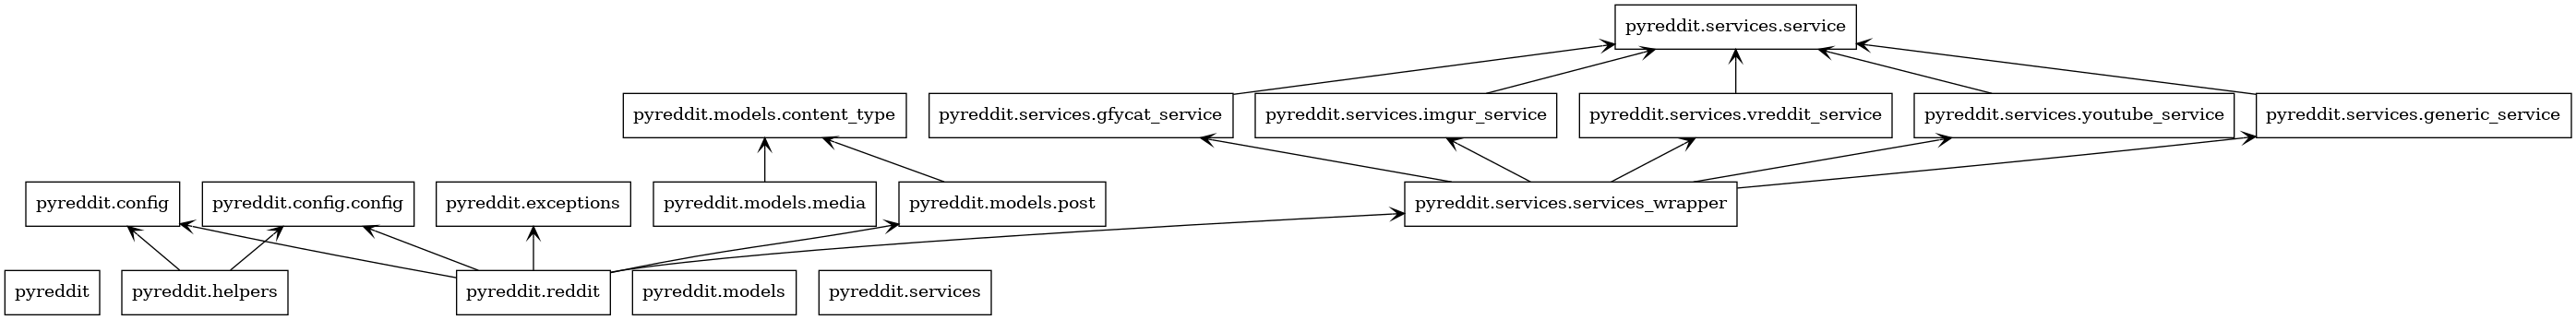 pyreddit.services.service
pyreddit.models.content_type
pyreddit.services.gfycat_service
pyreddit.services.imgur_service
pyreddit.services.vreddit_service
pyreddit.services.youtube_service
pyreddit.services.generic_service
pyreddit.config
pyreddit.config.config
pyreddit.exceptions
pyreddit.models.media
pyreddit.models.post
pyreddit.services.services_wrapper
pyreddit
pyreddit.helpers
pyreddit.reddit
pyreddit.models
pyreddit.services